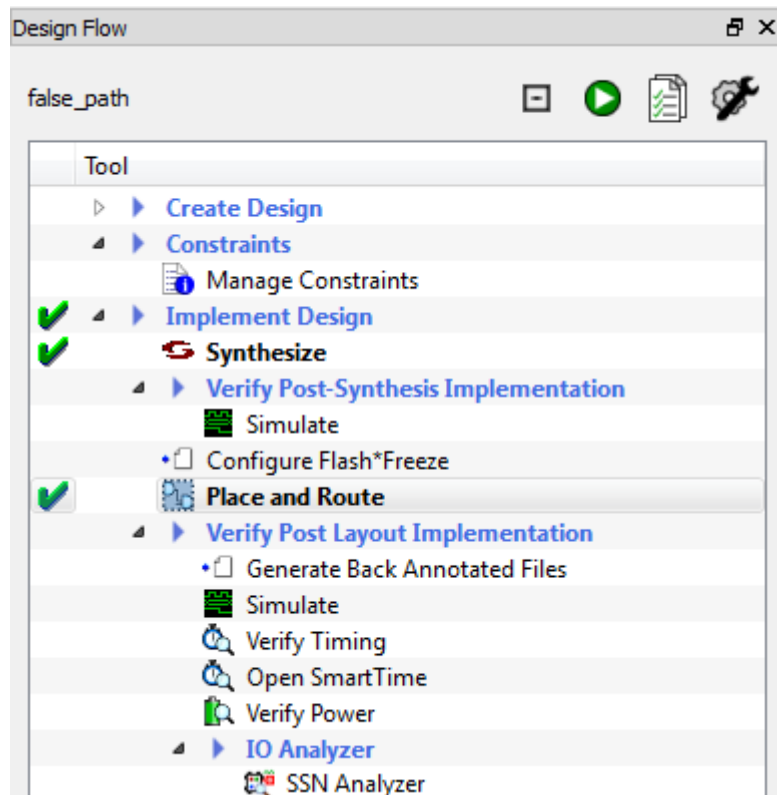 Design Flow
false_path
Tool
Create Design
Constraints
Manage Constraints
Implement Design
Synthesize
Verify Post-Synthesis Implementation
Simulate
Configure Flash*Freeze
Place and Route
Verify Post Layout Implementation
Generate Back Annotated Files
Simulate
Verify Timing
Open SmartTime
Verify Power
IO Analyzer
SSN Analyzer